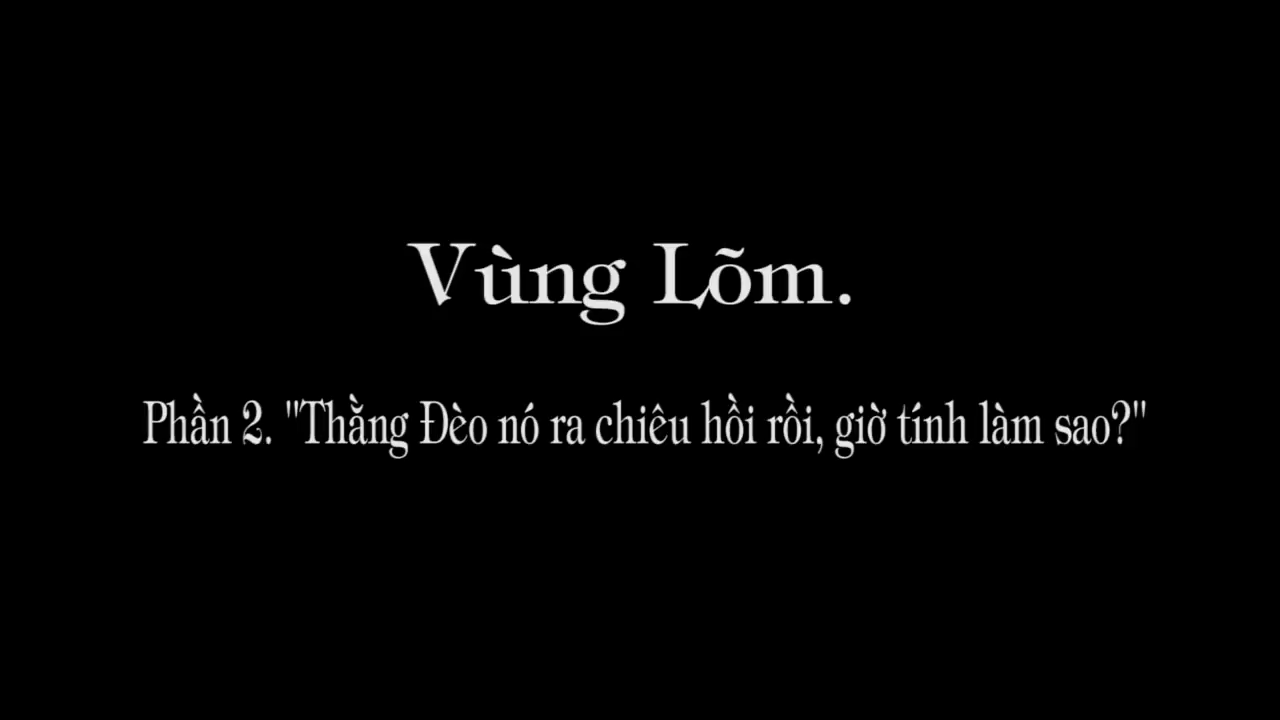 Vùng Lõm.
Phần 2. "Thằng Đèo nó ra chiêu hồi rồi, giờ tính làm sao?"